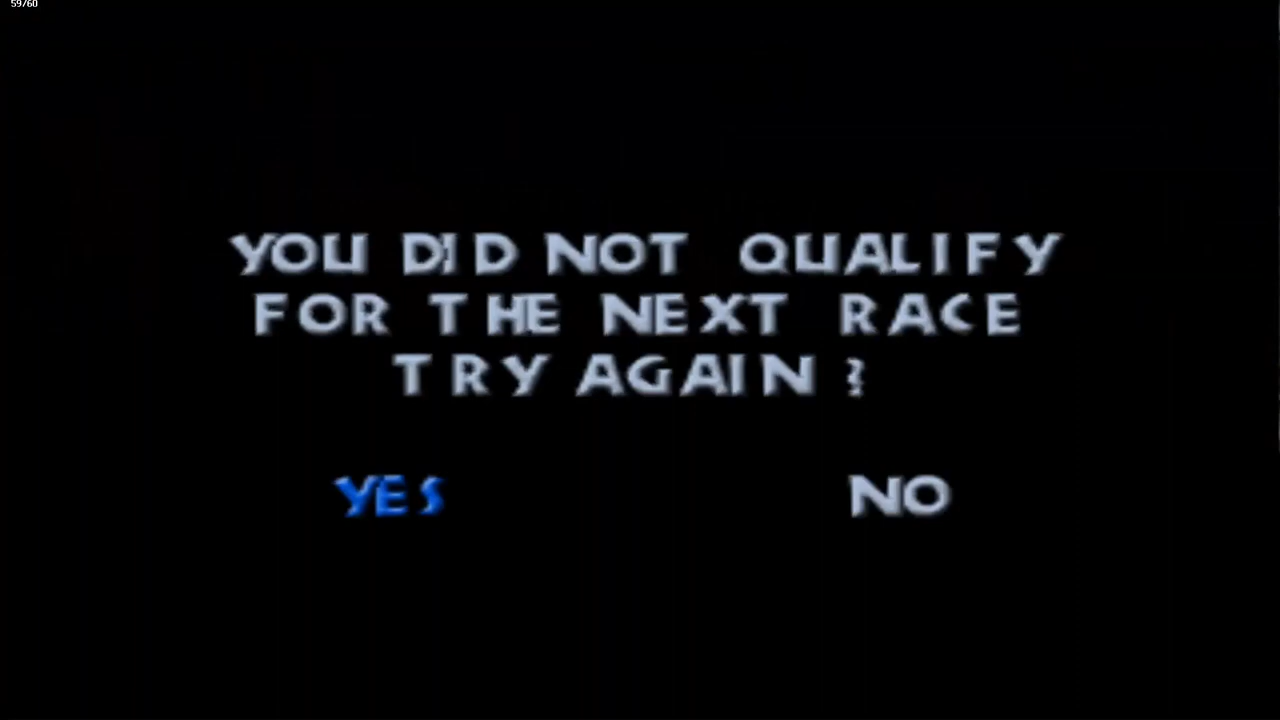 59/60
YOU DID NOT QUALIFY
FOR THE NEXT RACE
TRY AGAIN ?
YES NO